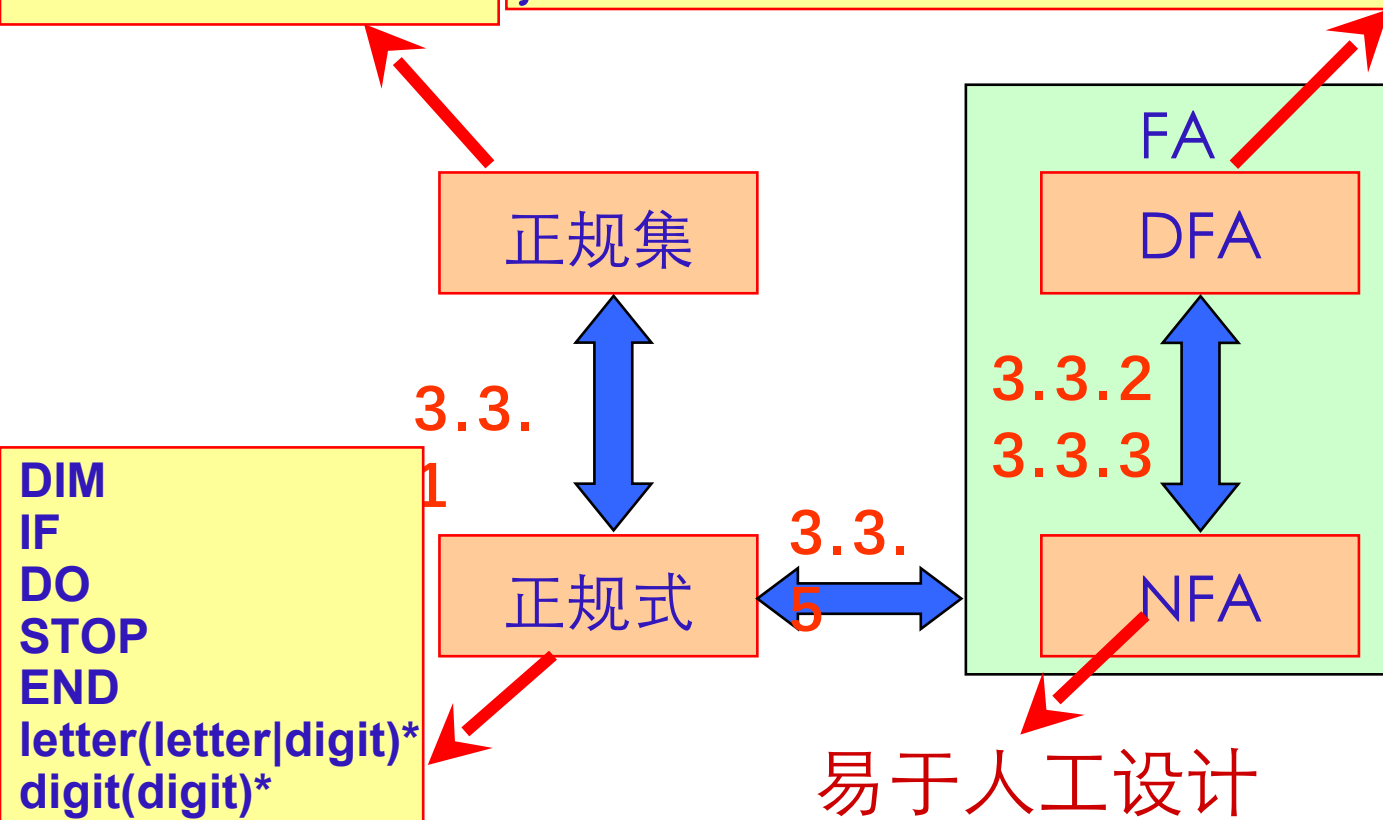 FA
正规集
DFA
3.3.
1
3.3.2
3.3.3
DIM
IF
DO
STOP
END
letter(letter|digit)*
digit(digit)*
正规式
3.3.
5
NFA
易于人工设计